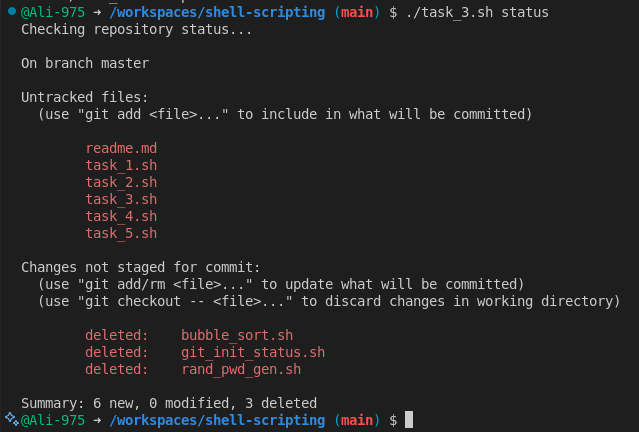 @Ali-975 ➜ /workspaces/shell-scripting (main) $ ./task_3.sh status
Checking repository status...
On branch master
Untracked files:
(use "git add <file>..." to include in what will be committed)
readme.md
task_1.sh
task_2.sh
task_3.sh
task_4.sh
task_5.sh
Changes not staged for commit:
(use "git add/rm <file>..." to update what will be committed)
(use "git checkout -- <file>..." to discard changes in working directory)
deleted: bubble_sort.sh
deleted: git_init_status.sh
deleted: rand_pwd_gen.sh
Summary: 6 new, 0 modified, 3 deleted
@Ali-975 ➜ /workspaces/shell-scripting (main) $